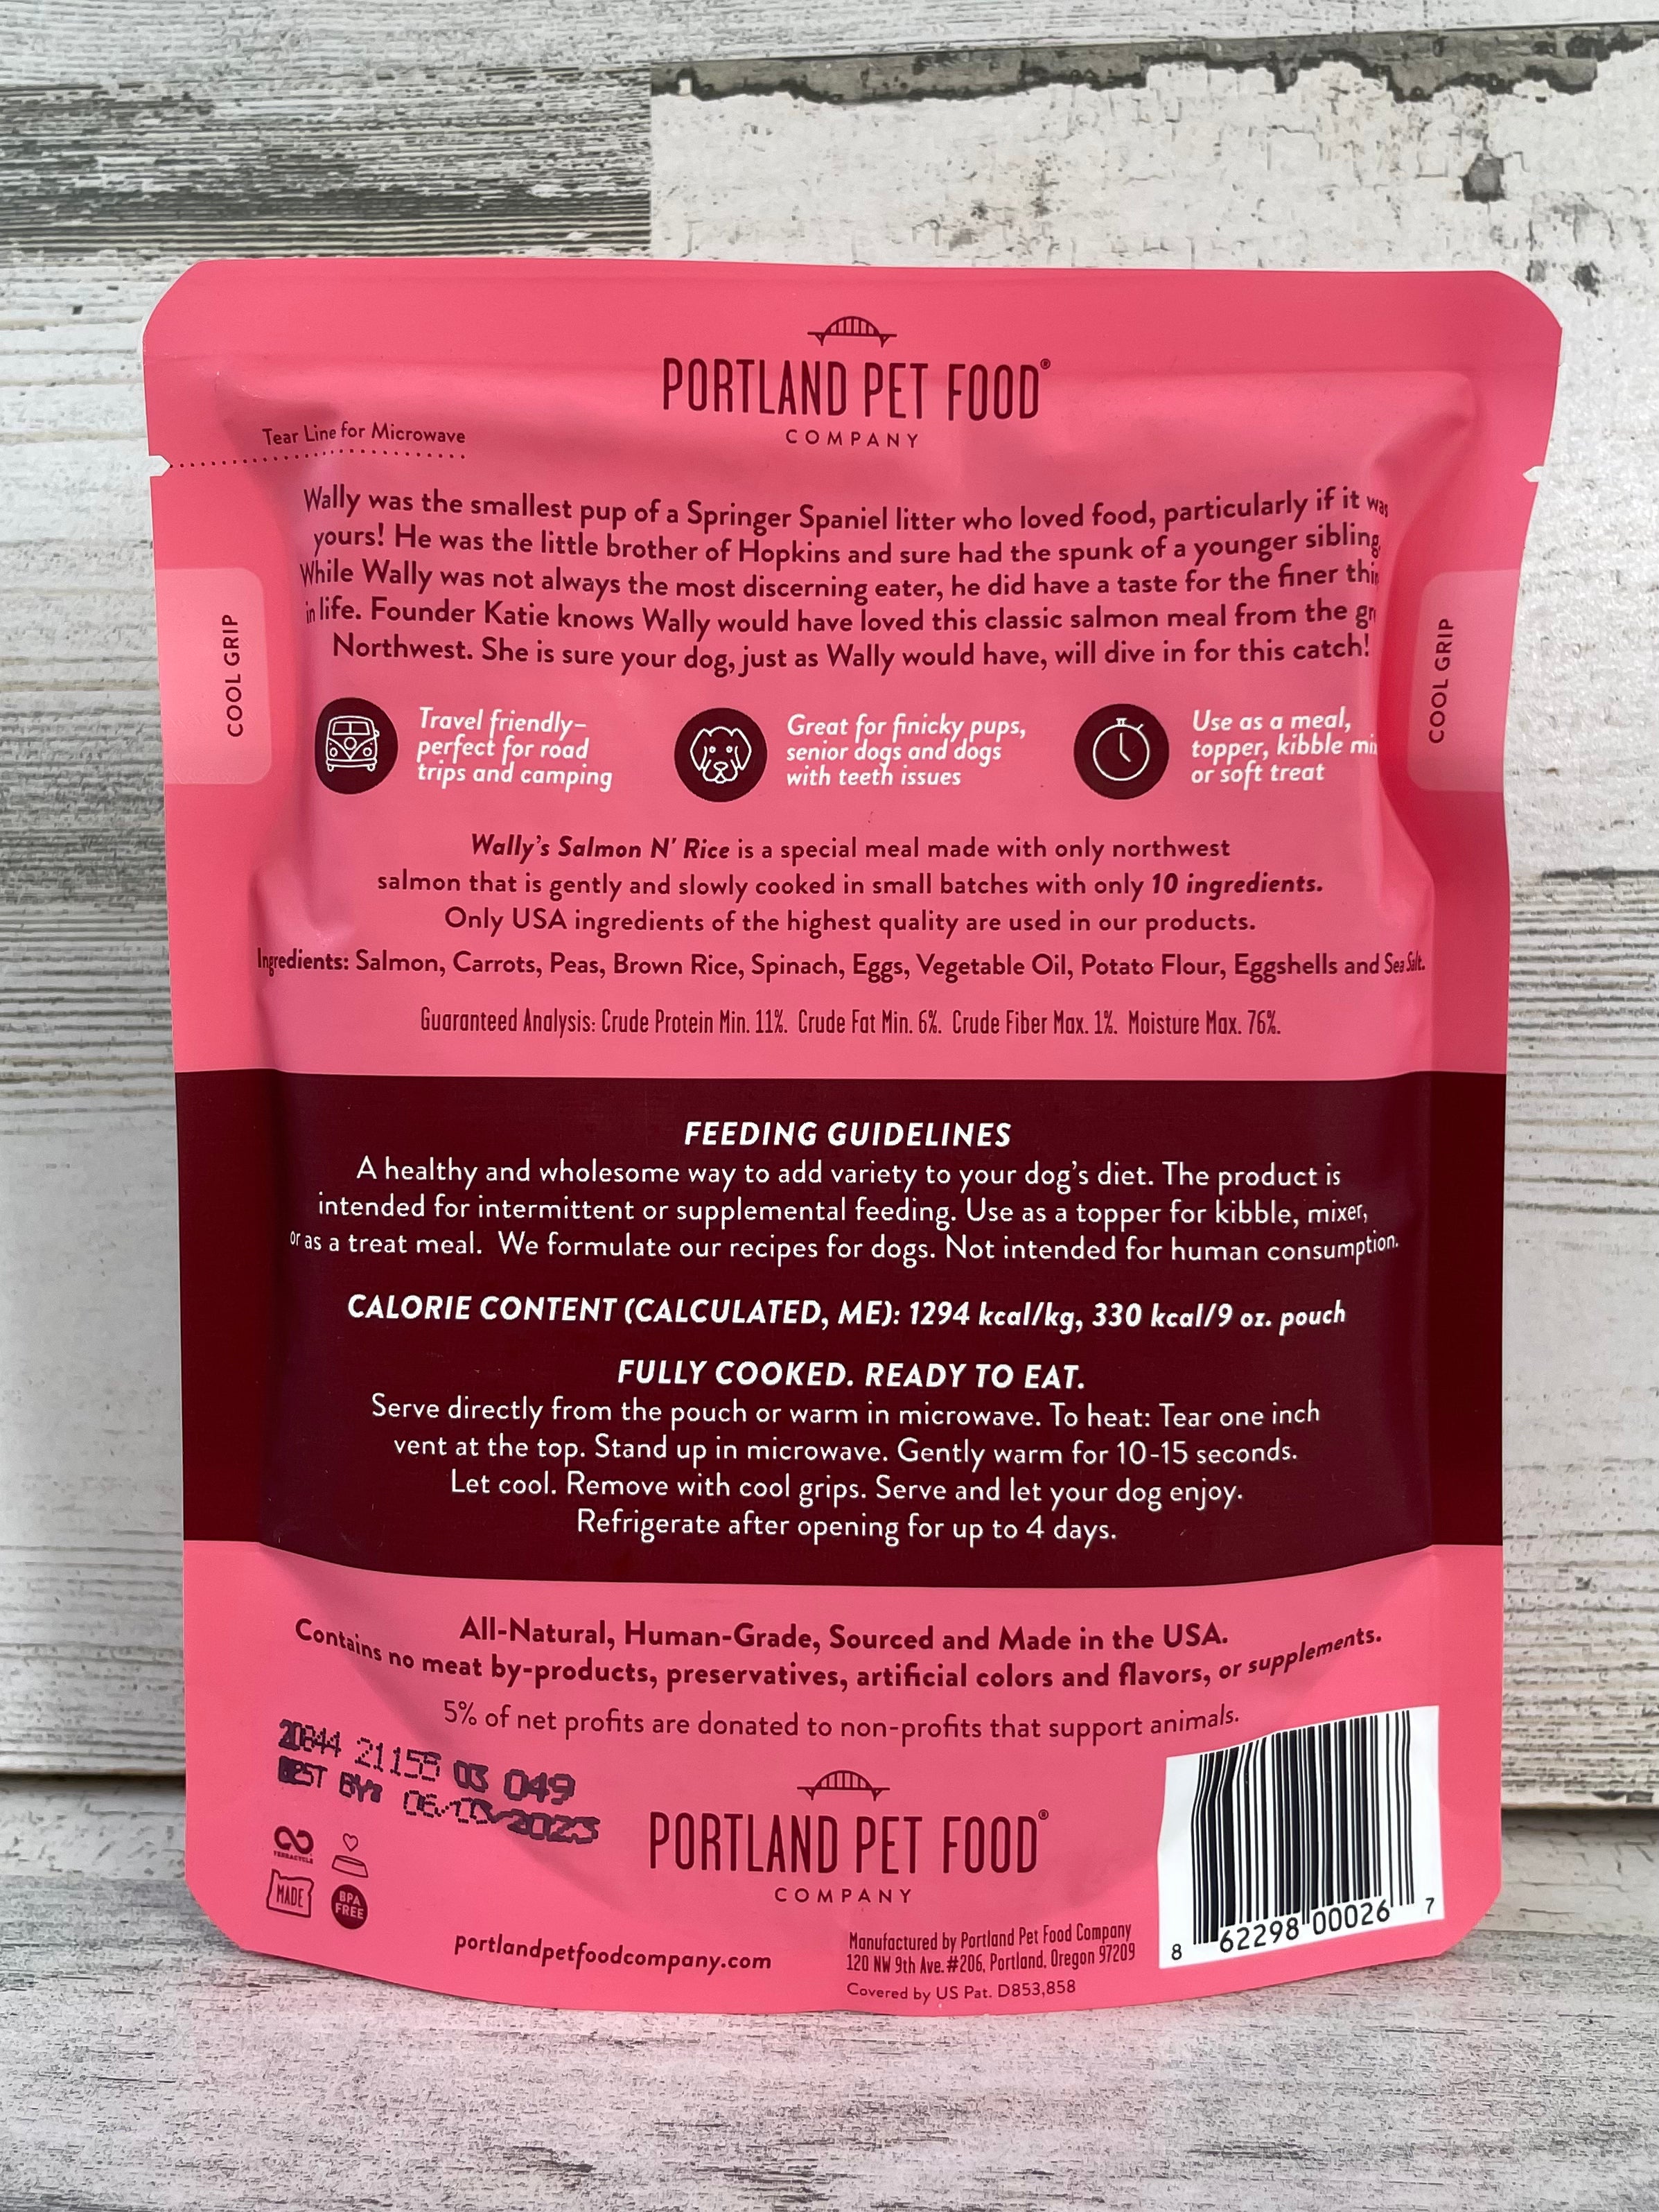 PORTLAND PET FOOD®
COMPANY
Tear Line for Microwave
Wally was the smallest pup of a Springer Spaniel litter who loved food, particularly if it was
yours! He was the little brother of Hopkins and sure had the spunk of a younger sibling.
While Wally was not always the most discerning eater, he did have a taste for the finer
in life. Founder Katie knows Wally would have loved this classic salmon meal from the
Northwest. She is sure your dog, just as Wally would have, will dive in for this catch!
COOL GRIP
COOL GRIP
Travel friendly–
perfect for road
trips and camping
Great for finicky pups,
senior dogs and dogs
with teeth issues
Use as a meal,
topper, kibble
or soft treat
Wally's Salmon N' Rice is a special meal made with only northwest
salmon that is gently and slowly cooked in small batches with only 10 ingredients.
Only USA ingredients of the highest quality are used in our products.
Ingredients: Salmon, Carrots, Peas, Brown Rice, Spinach, Eggs, Vegetable Oil, Potato Flour, Eggshells and Sea Salt.
Guaranteed Analysis: Crude Protein Min. 11%. Crude Fat Min. 6%. Crude Fiber Max. 1%. Moisture Max. 76%.
FEEDING GUIDELINES
A healthy and wholesome way to add variety to your dog's diet. The product is
intended for intermittent or supplemental feeding. Use as a topper for kibble, mixer,
or as a treat meal. We formulate our recipes for dogs. Not intended for human consumption.
CALORIE CONTENT (CALCULATED, ME): 1294 kcal/kg, 330 kcal/9 oz. pouch
FULLY COOKED. READY TO EAT.
Serve directly from the pouch or warm in microwave. To heat: Tear one inch
vent at the top. Stand up in microwave. Gently warm for 10-15 seconds.
Let cool. Remove with cool grips. Serve and let your dog enjoy.
Refrigerate after opening for up to 4 days.
All-Natural, Human-Grade, Sourced and Made in the USA.
Contains no meat by-products, preservatives, artificial colors and flavors, or supplements.
5% of net profits are donated to non-profits that support animals.
03 049
BEST BY:
TERRACYCLE
MADE
BPA
FREE
PORTLAND PET FOOD®
COMPANY
portlandpetfoodcompany.com
Manufactured by Portland Pet Food Company
120 NW 9th Ave. #206, Portland, Oregon 97209
Covered by US Pat. D853,858
8 62298 00026 7